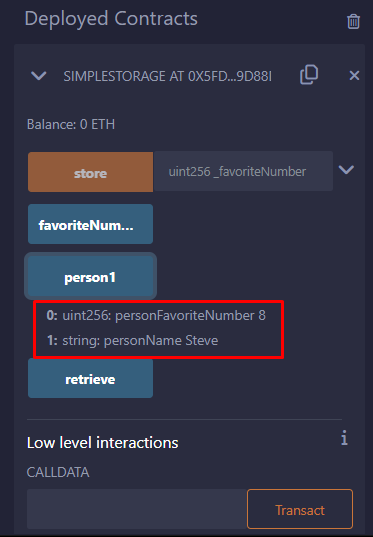 Deployed Contracts
SIMPLESTORAGE AT 0X5FD...9D88I
Balance: 0 ETH
store uint256 _favoriteNumber
favoriteNum...
person1
0: uint256: personFavoriteNumber 8
1: string: personName Steve
retrieve
Low level interactions
CALLDATA
Transact